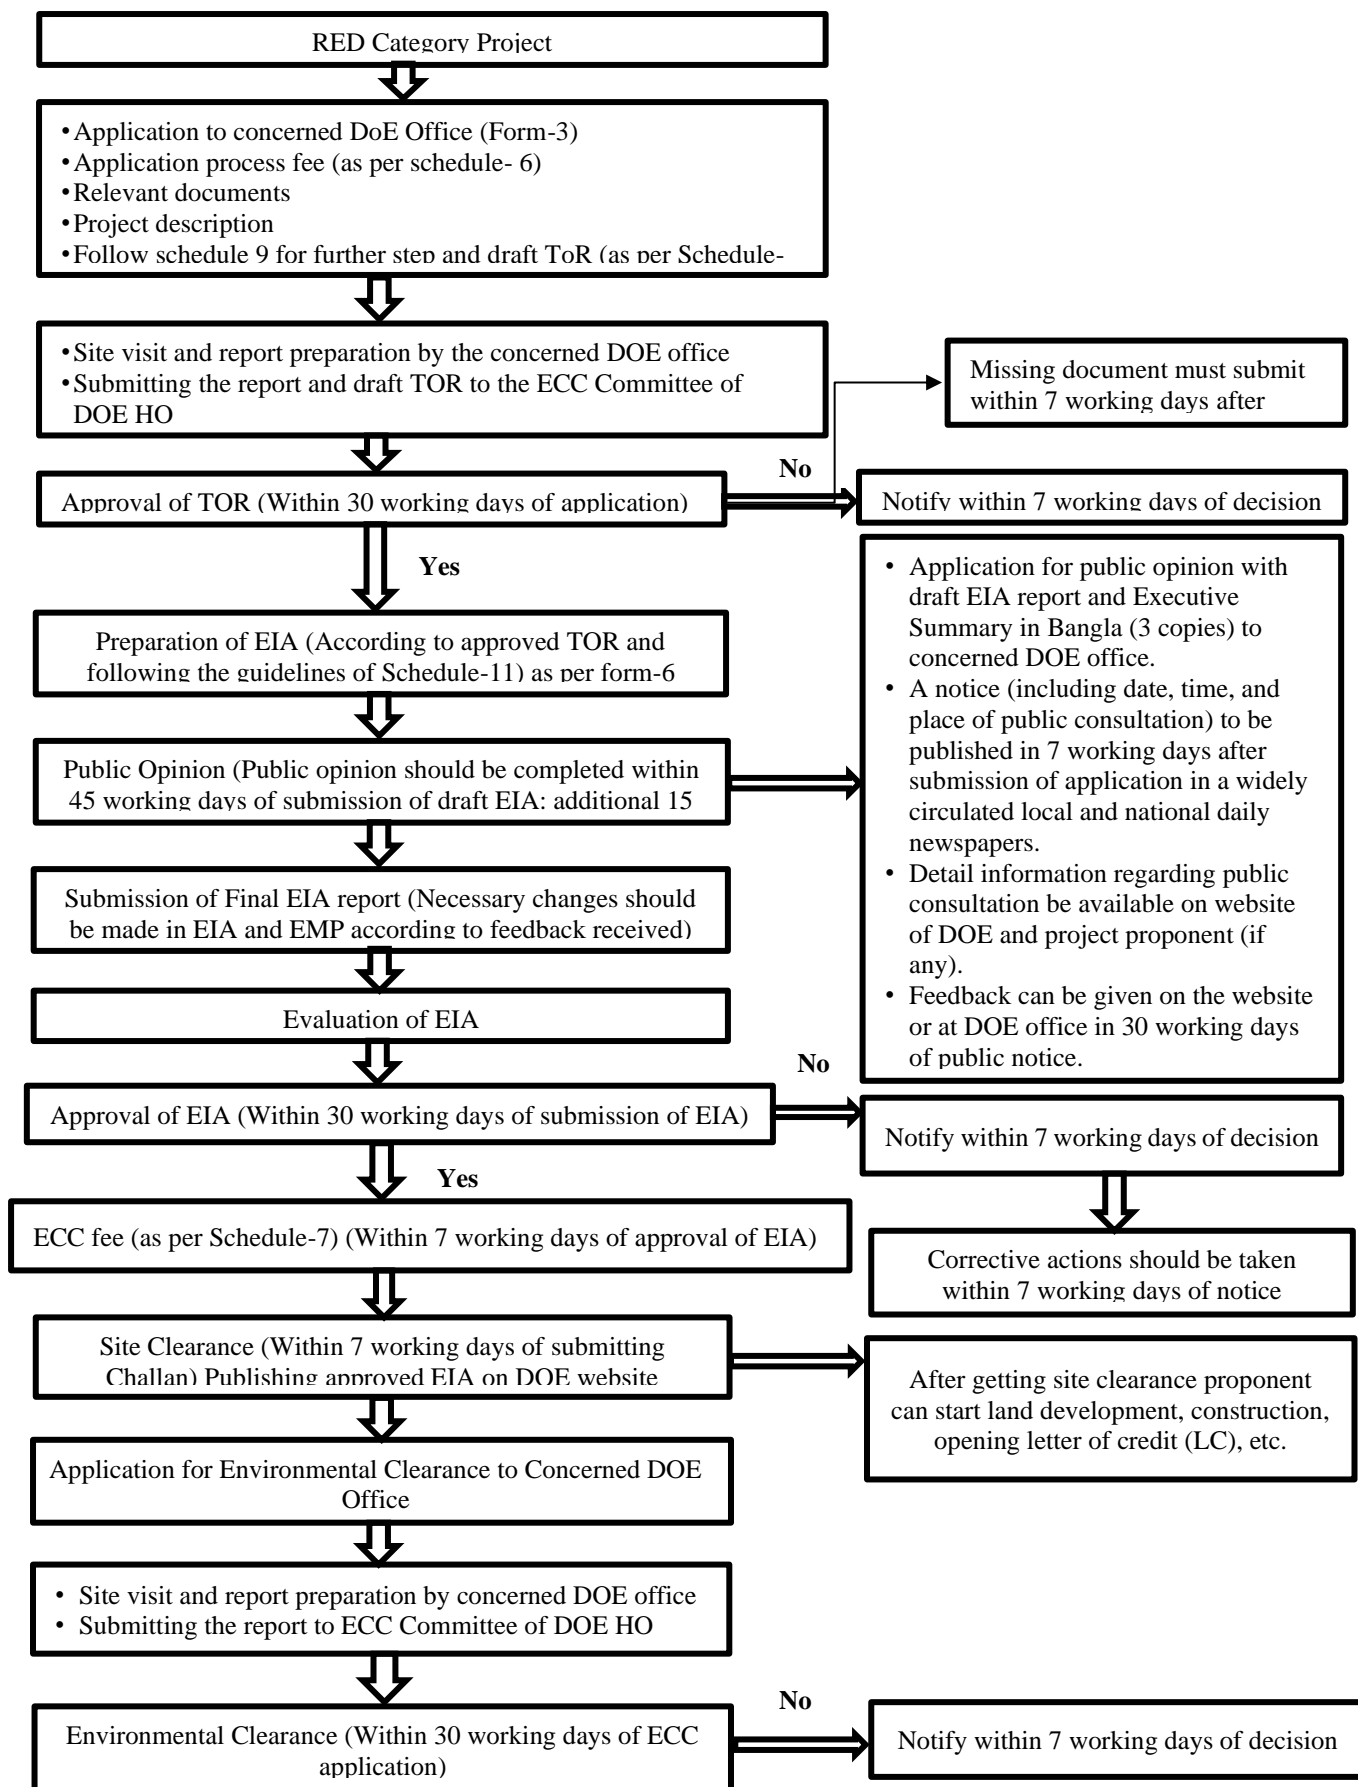 RED Category Project
•Application to concerned DoE Office (Form-3)
•Application process fee (as per schedule- 6)
•Relevant documents
•Project description
•Follow schedule 9 for further step and draft ToR (as per Schedule-
•Site visit and report preparation by the concerned DOE office
•Submitting the report and draft TOR to the ECC Committee of
DOE HO
Missing document must submit
within 7 working days after
Approval of TOR (Within 30 working days of application)
No
Notify within 7 working days of decision
Yes
Preparation of EIA (According to approved TOR and
following the guidelines of Schedule-11) as per form-6
Public Opinion (Public opinion should be completed within
45 working days of submission of draft EIA: additional 15
• Application for public opinion with
draft EIA report and Executive
Summary in Bangla (3 copies) to
concerned DOE office.
• A notice (including date, time, and
place of public consultation) to be
published in 7 working days after
submission of application in a widely
circulated local and national daily
newspapers.
• Detail information regarding public
consultation be available on website
of DOE and project proponent (if
any).
• Feedback can be given on the website
or at DOE office in 30 working days
of public notice.
Submission of Final EIA report (Necessary changes should
be made in EIA and EMP according to feedback received)
Evaluation of EIA
Approval of EIA (Within 30 working days of submission of EIA)
No
Notify within 7 working days of decision
Corrective actions should be taken
within 7 working days of notice
Yes
ECC fee (as per Schedule-7) (Within 7 working days of approval of EIA)
Site Clearance (Within 7 working days of submitting
Challan) Publishing approved EIA on DOE website
After getting site clearance proponent
can start land development, construction,
opening letter of credit (LC), etc.
Application for Environmental Clearance to Concerned DOE
Office
• Site visit and report preparation by concerned DOE office
• Submitting the report to ECC Committee of DOE HO
Environmental Clearance (Within 30 working days of ECC
application)
No
Notify within 7 working days of decision